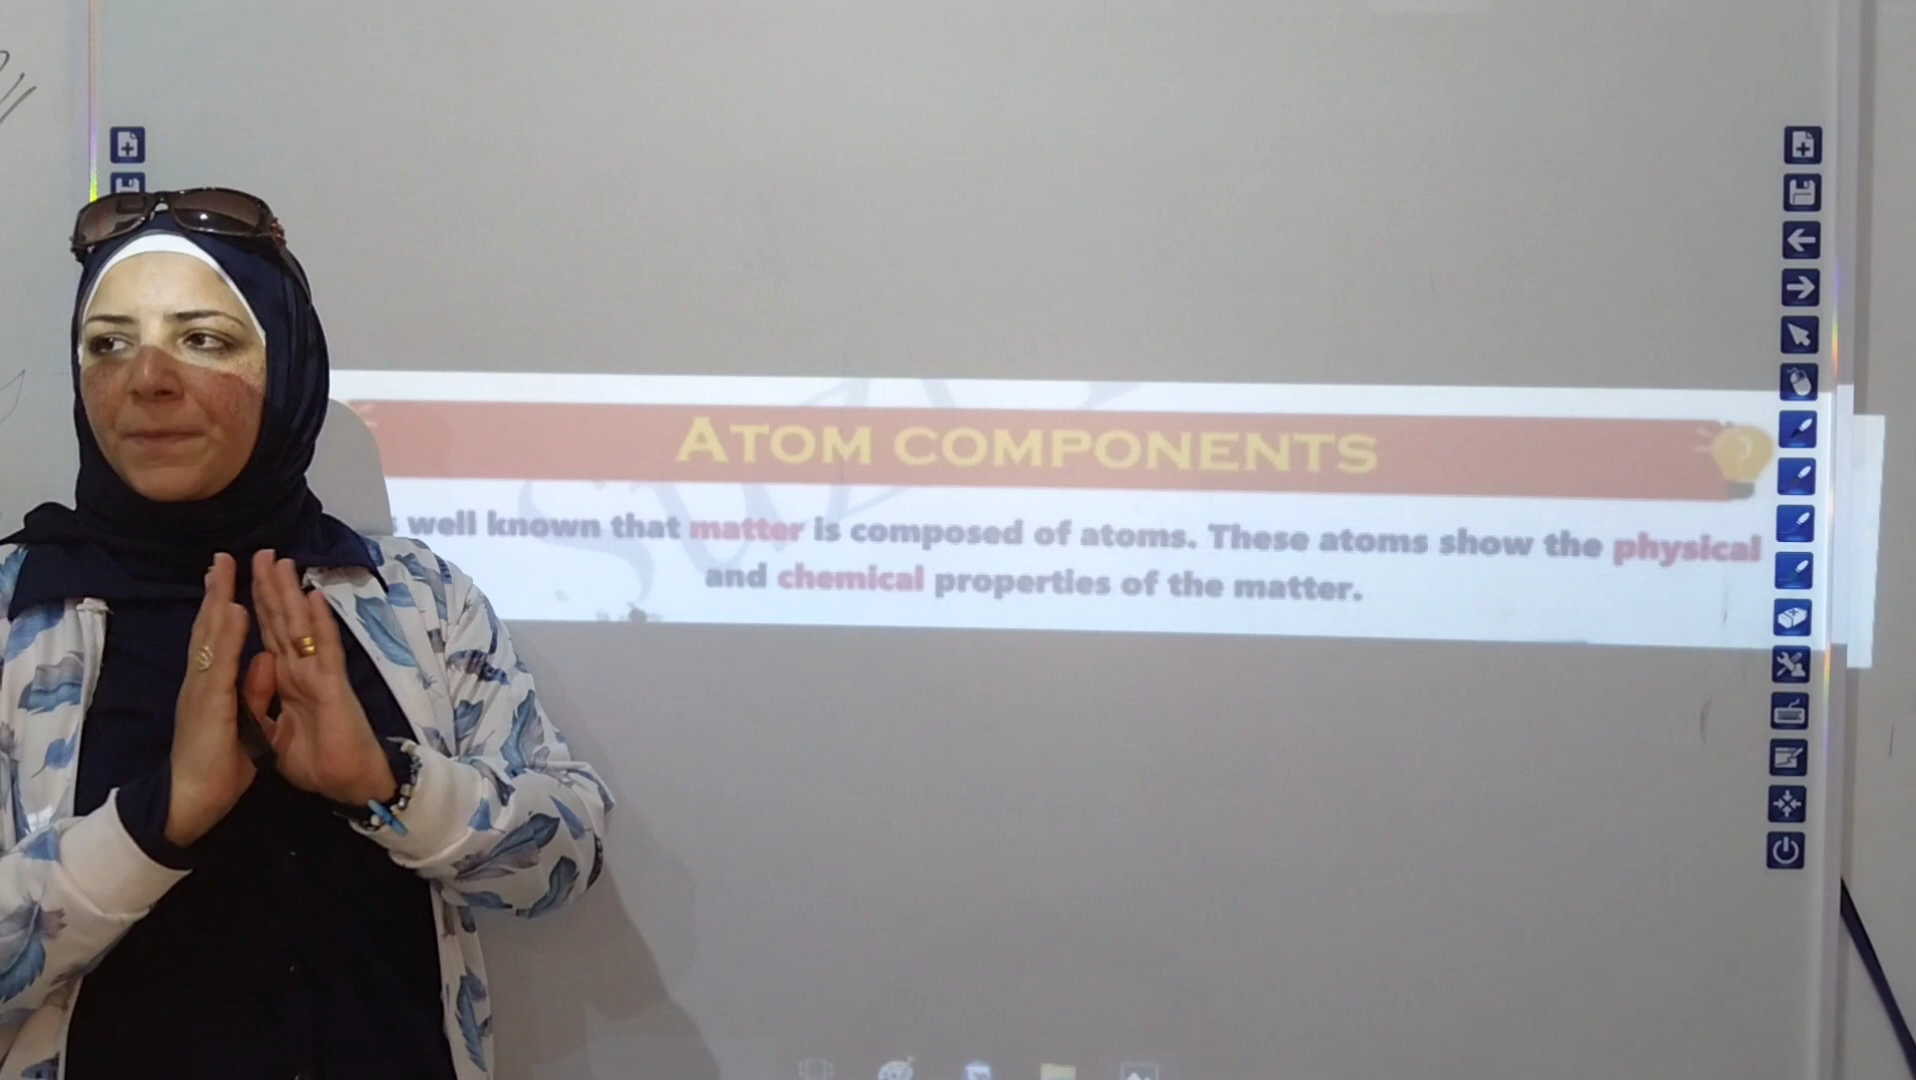 ATOM COMPONENTS
well known that matter is composed of atoms. These atoms show the physical
and chemical properties of the matter.